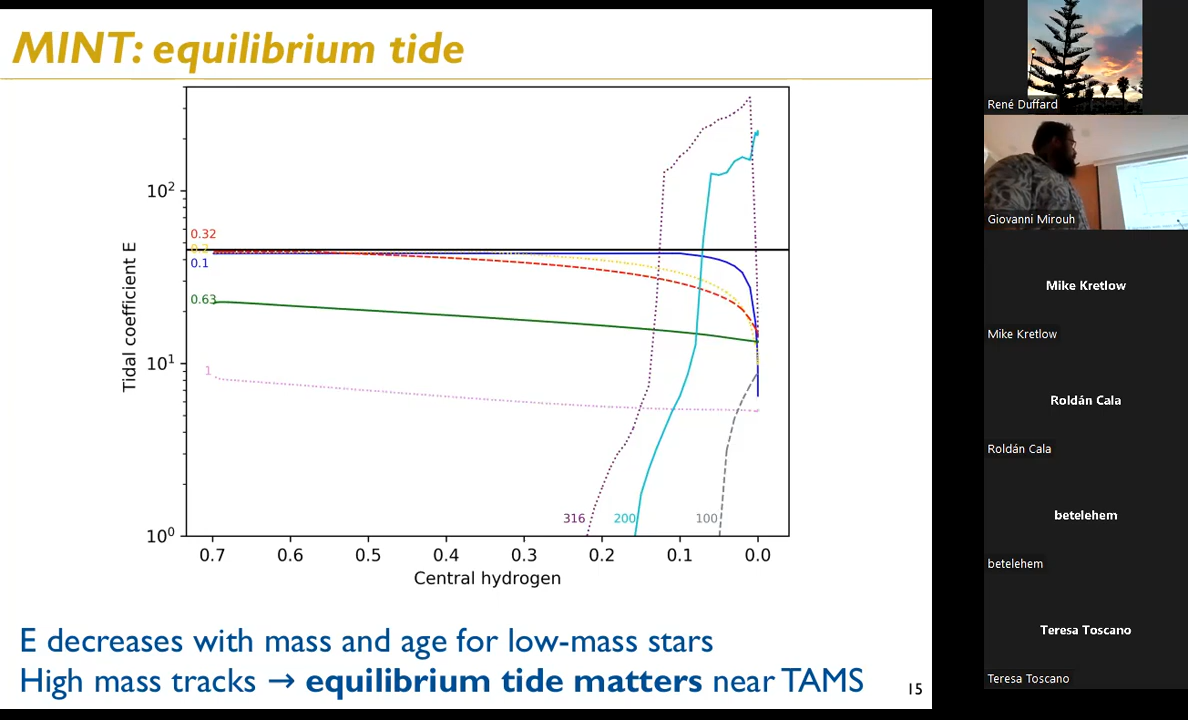 MINT: equilibrium tide
10²
10¹
10⁰
Tidal coefficient E
0.32
0.2
0.1
0.63
1
316
200
100
0.7 0.6 0.5 0.4 0.3 0.2 0.1 0.0
Central hydrogen
E decreases with mass and age for low-mass stars
High mass tracks → equilibrium tide matters near TAMS
15
René Duffard
Giovanni Mirouh
Mike Kretlow
Mike Kretlow
Roldán Cala
Roldán Cala
betelehem
betelehem
Teresa Toscano
Teresa Toscano